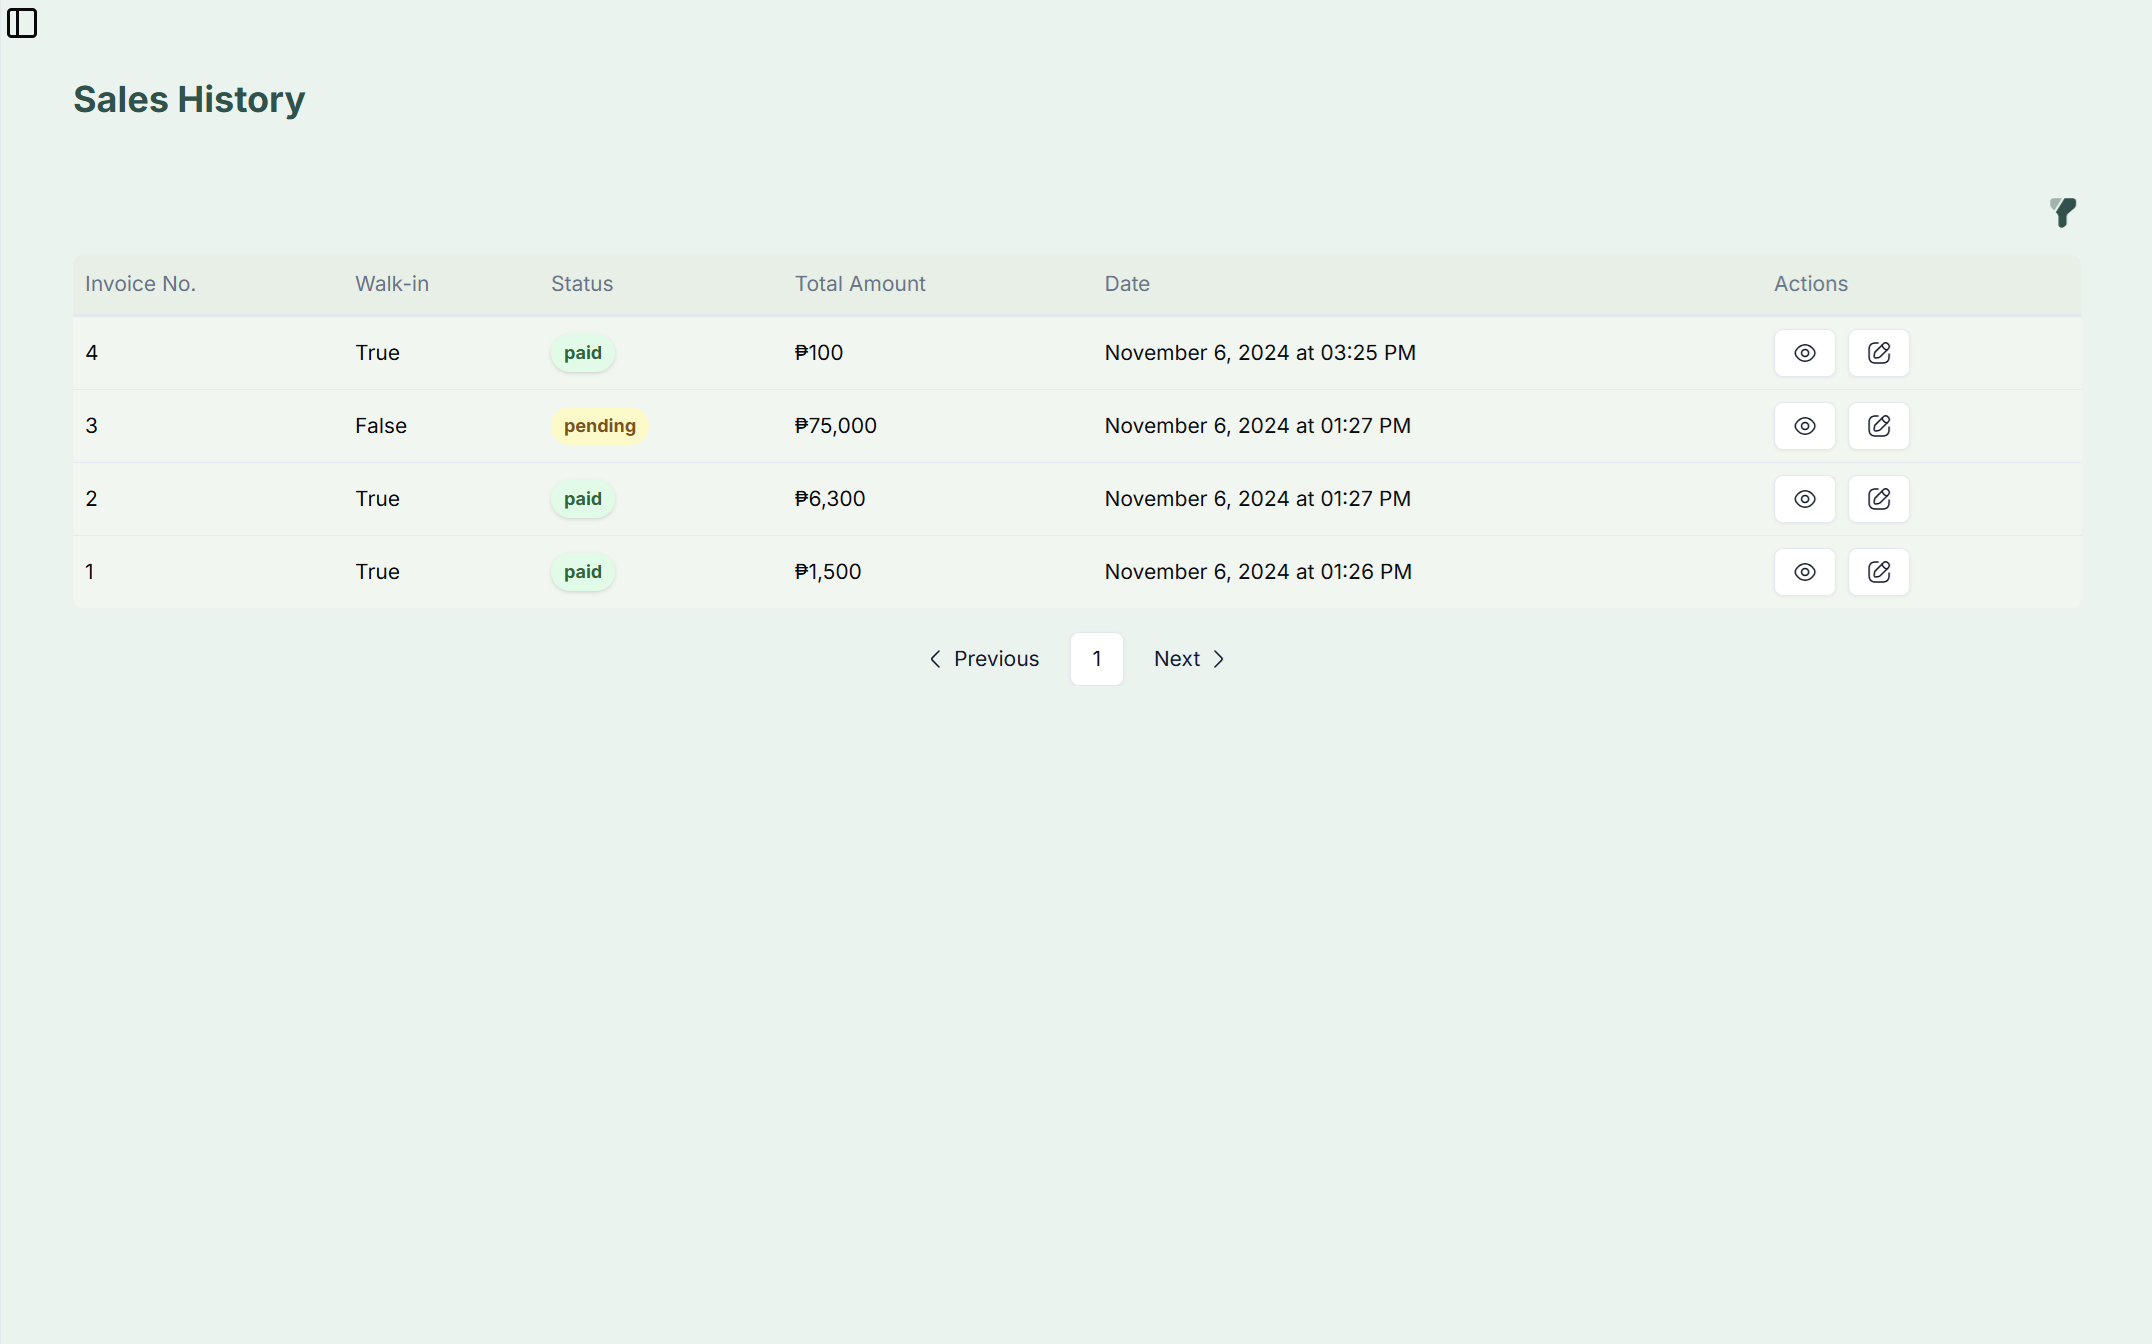 Sales History
Invoice No. Walk-in Status Total Amount Date Actions
4 True paid ₱100 November 6, 2024 at 03:25 PM
3 False pending ₱75,000 November 6, 2024 at 01:27 PM
2 True paid ₱6,300 November 6, 2024 at 01:27 PM
1 True paid ₱1,500 November 6, 2024 at 01:26 PM
Previous 1 Next